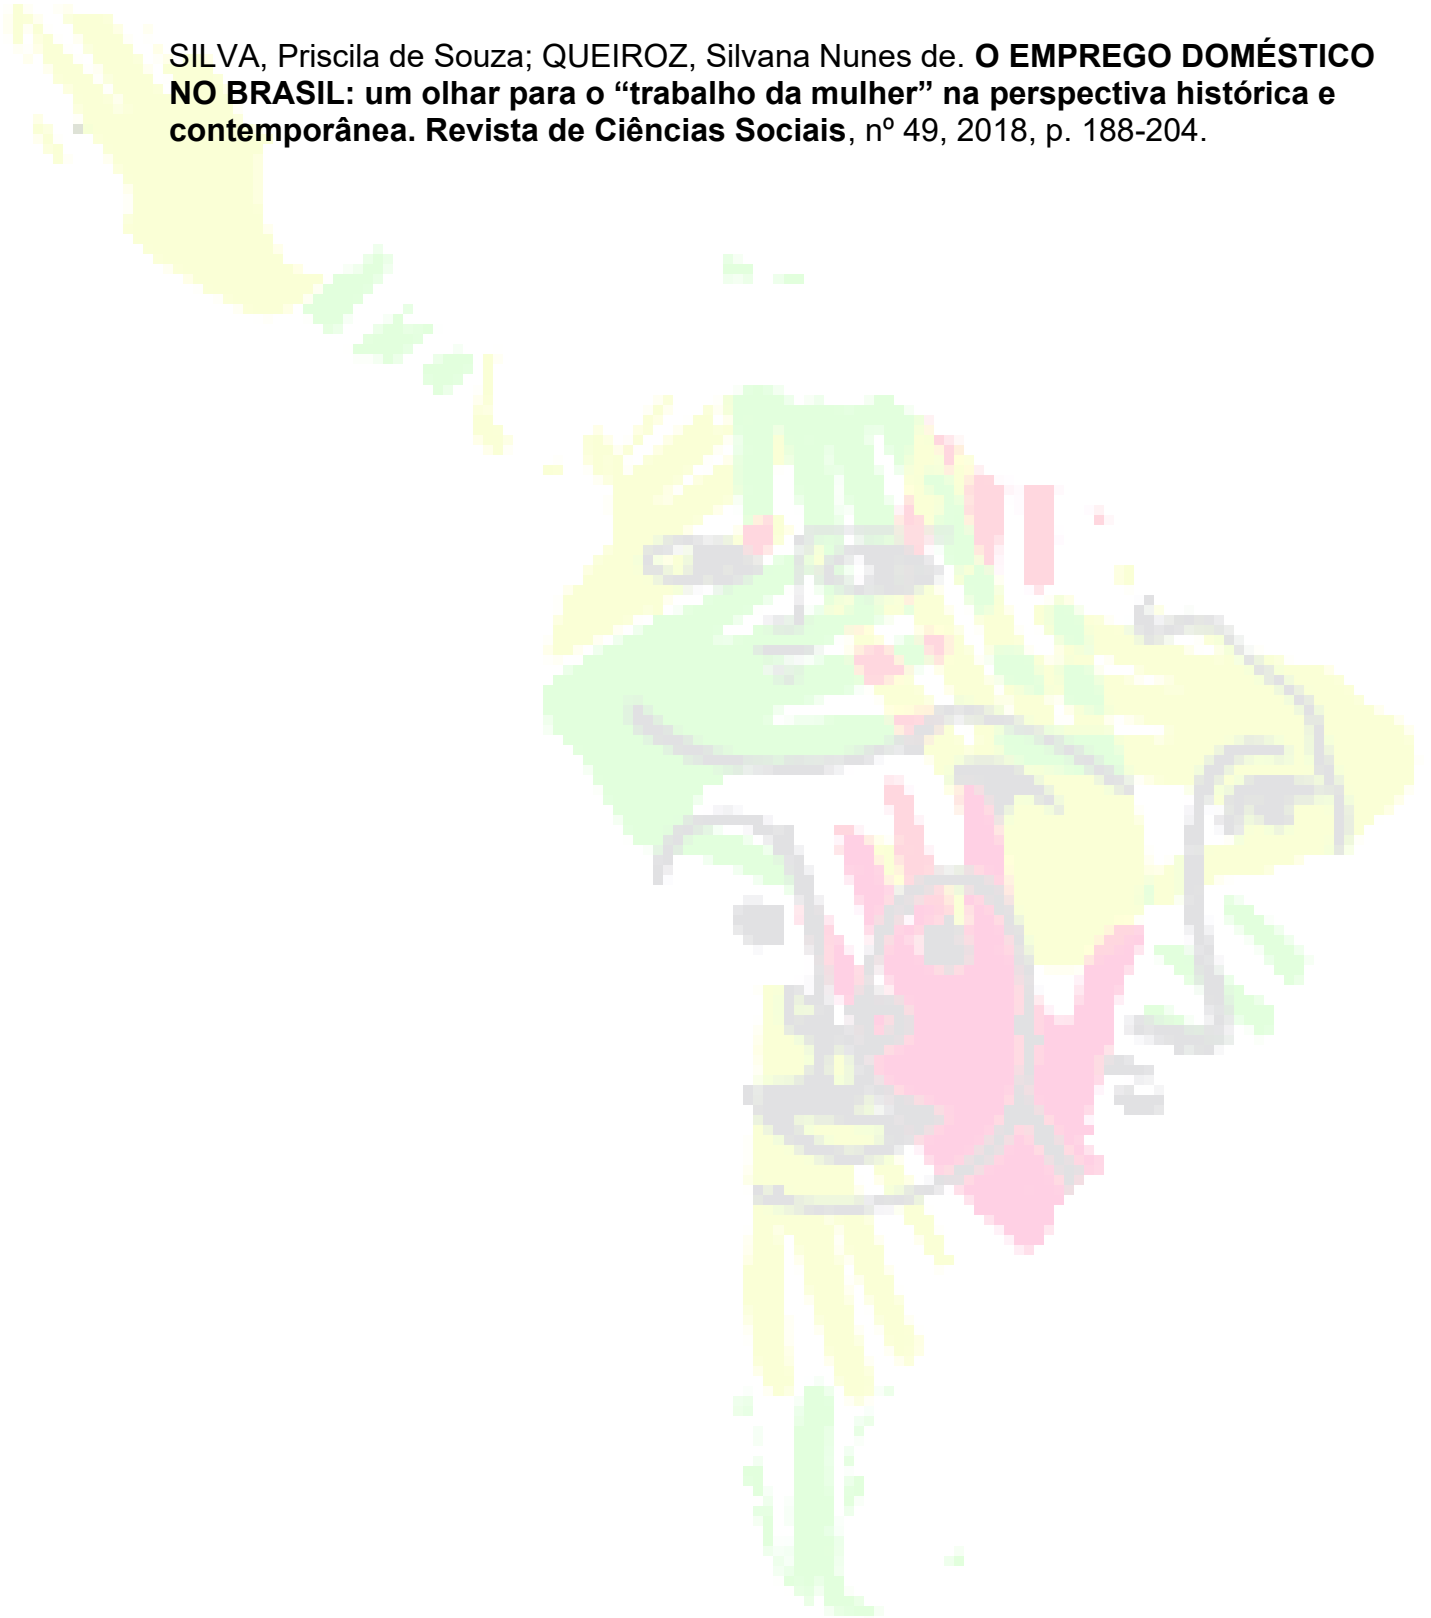 SILVA, Priscila de Souza; QUEIROZ, Silvana Nunes de. O EMPREGO DOMÉSTICO
NO BRASIL: um olhar para o “trabalho da mulher” na perspectiva histórica e
contemporânea. Revista de Ciências Sociais, nº 49, 2018, p. 188-204.